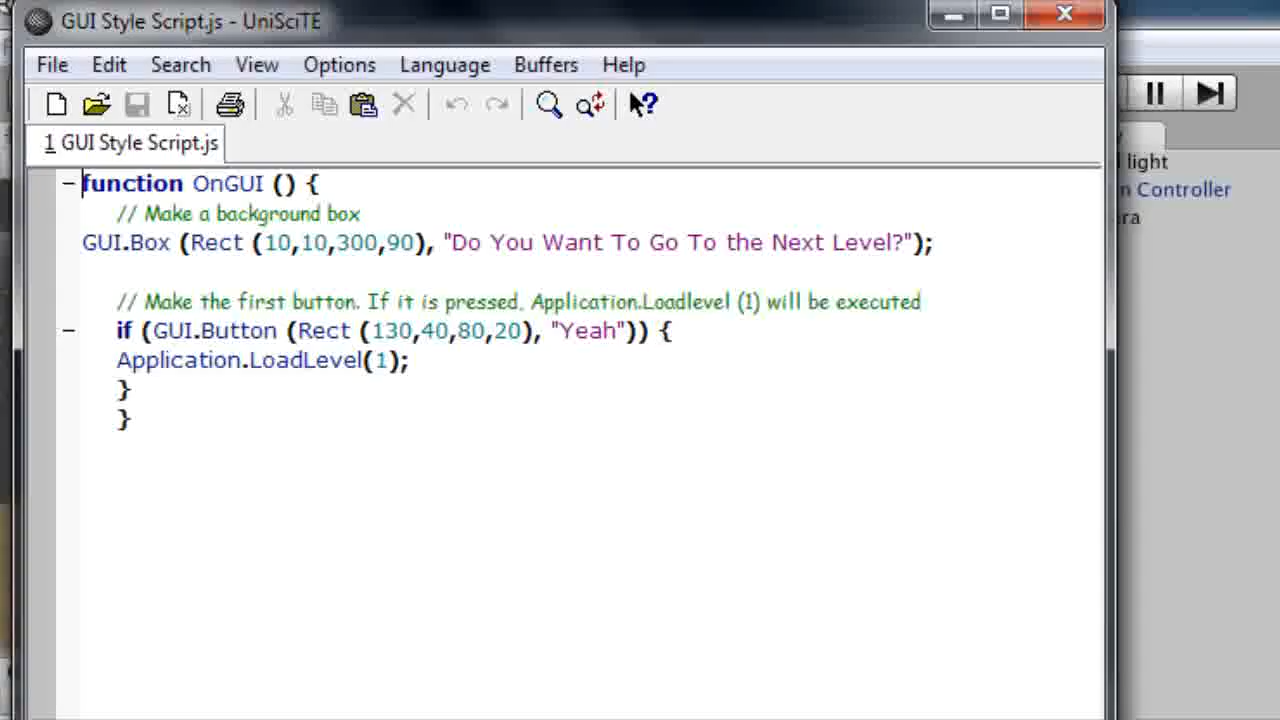 GUI Style Script.js - UniSciTE
File Edit Search View Options Language Buffers Help
1 GUI Style Script.js
function OnGUI () {
// Make a background box
GUI.Box (Rect (10,10,300,90), "Do You Want To Go To the Next Level?");
// Make the first button. If it is pressed, Application.Loadlevel (1) will be executed
if (GUI.Button (Rect (130,40,80,20), "Yeah")) {
Application.LoadLevel(1);
}
}
light
Controller